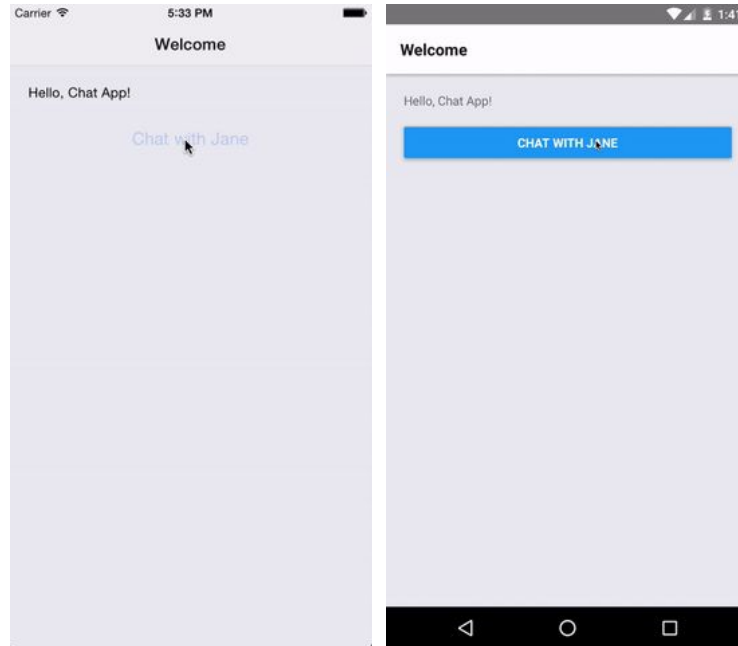 Carrier 5:33 PM
Welcome
Hello, Chat App!
Chat with Jane
Welcome
Hello, Chat App!
CHAT WITH JANE